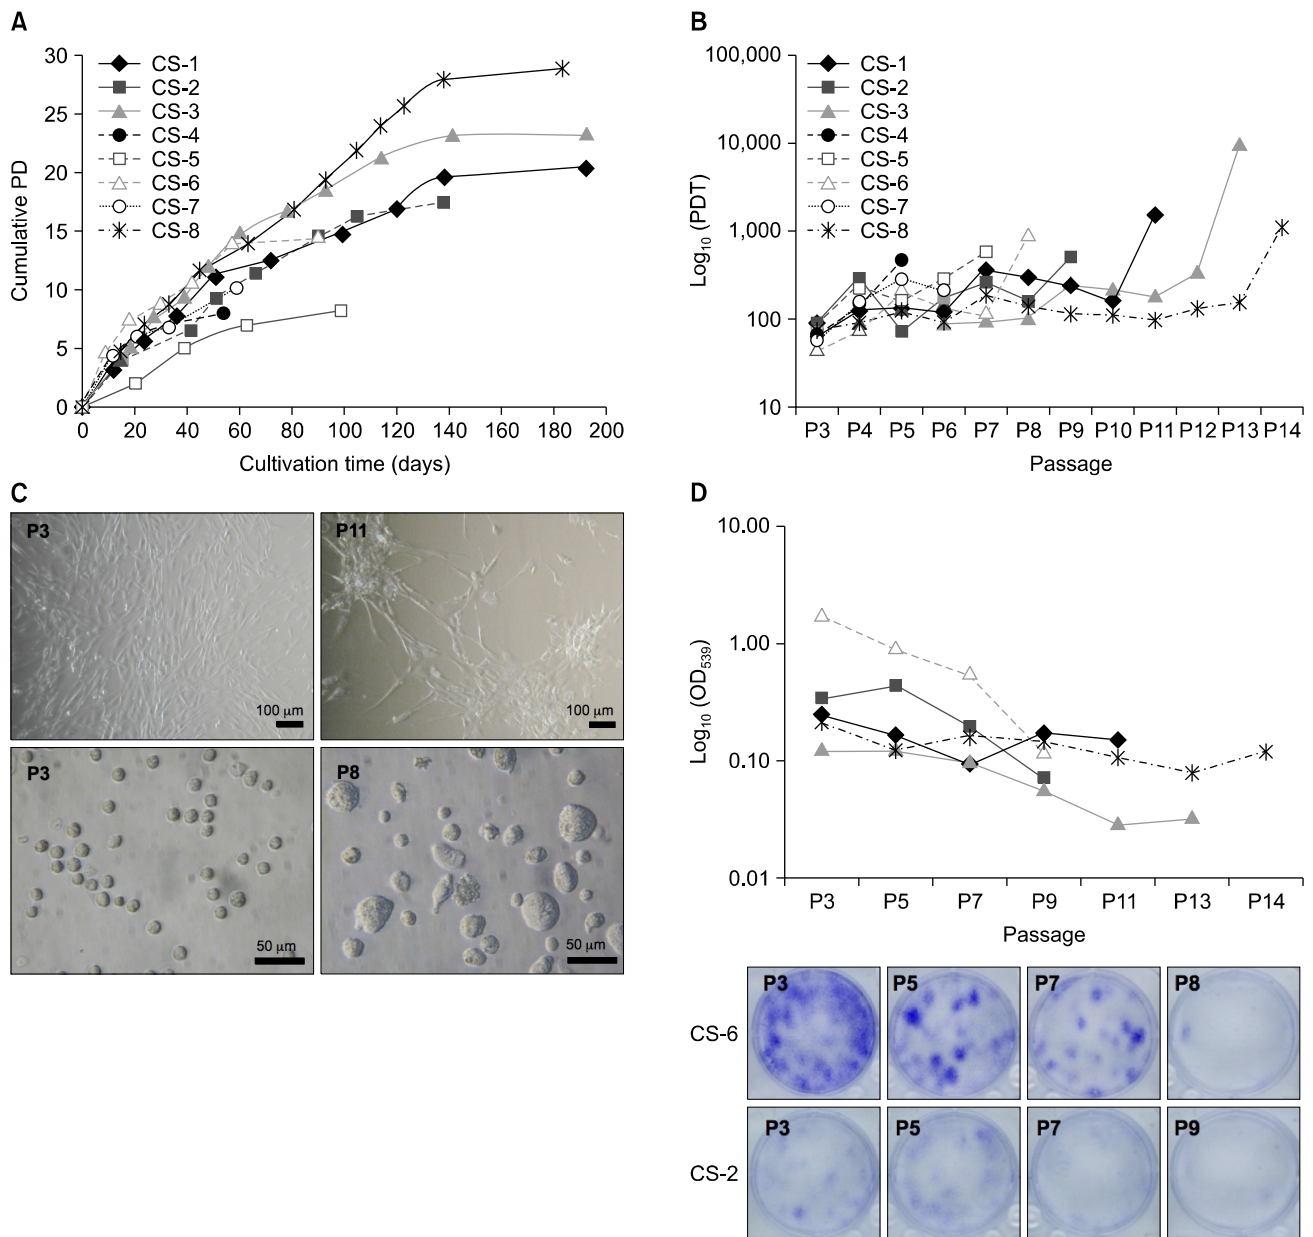 A
Cumulative PD
30
25
20
15
10
5
0
CS-1
CS-2
CS-3
CS-4
CS-5
CS-6
CS-7
CS-8
0 20 40 60 80 100 120 140 160 180 200
Cultivation time (days)
B
Log10 (PDT)
100,000
10,000
1,000
100
10
CS-1
CS-2
CS-3
CS-4
CS-5
CS-6
CS-7
CS-8
P3 P4 P5 P6 P7 P8 P9 P10 P11 P12 P13 P14
Passage
C
P3
100 μm
P11
100 μm
P3
50 μm
P8
50 μm
D
Log10 (OD539)
10.00
1.00
0.10
0.01
P3 P5 P7 P9 P11 P13 P14
Passage
CS-6
P3 P5 P7 P8
CS-2
P3 P5 P7 P9